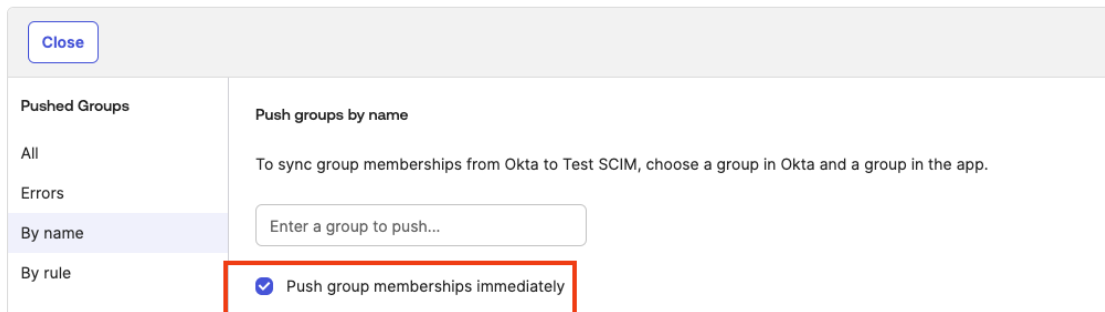 Close
Pushed Groups
All
Errors
By name
By rule
Push groups by name
To sync group memberships from Okta to Test SCIM, choose a group in Okta and a group in the app.
Enter a group to push...
Push group memberships immediately